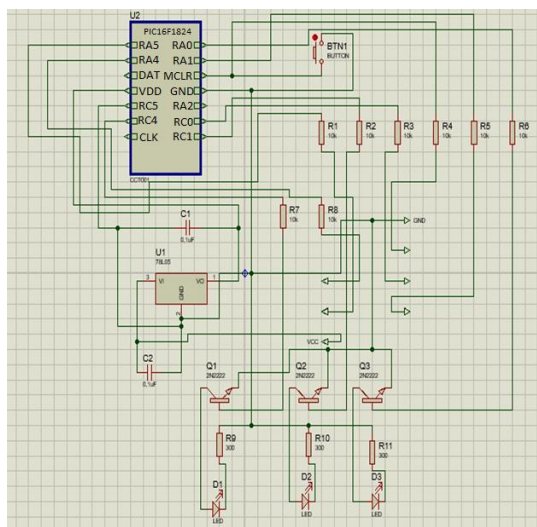 U2
PIC16F1824
RA5 RA0
RA4 RA1
DAT MCLR
VDD GND
RC5 RA2
RC4 RC0
CLK RC1
CCT001
BTN1
BUTTON
R1
10k
R2
10k
R3
10k
R4
10k
R5
10k
R6
10k
R7
10k
R8
10k
GND
C1
0,1uF
U1
78L05
3 VI VO 1
GND
2
VCC
C2
0,1uF
Q1
2N2222
Q2
2N2222
Q3
2N2222
R9
300
R10
300
R11
300
D1
LED
D2
LED
D3
LED